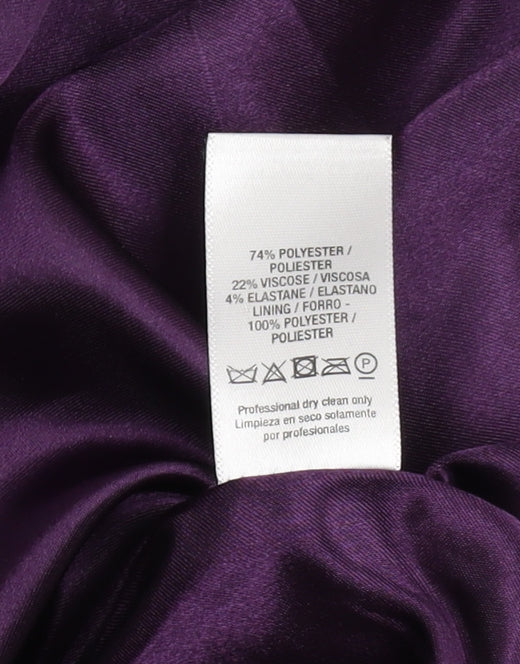 74% POLYESTER /
POLIESTER
22% VISCOSE / VISCOSA
4% ELASTANE / ELASTANO
LINING / FORRO -
100% POLYESTER /
POLIESTER
P
Professional dry clean only
Limpieza en seco solamente
por profesionales